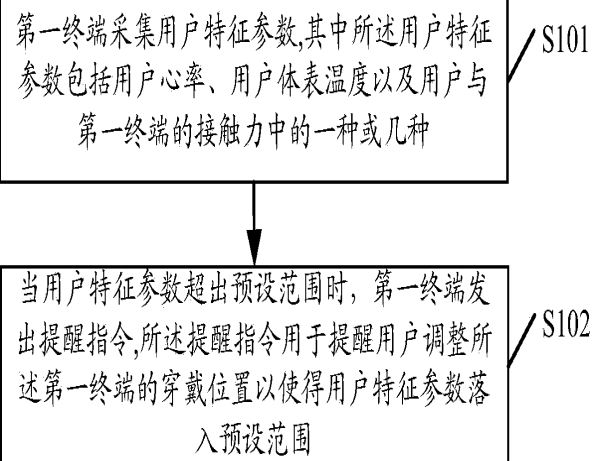 第一终端采集用户特征参数,其中所述用户特征
参数包括用户心率、用户体表温度以及用户与
第一终端的接触力中的一种或几种
S101
当用户特征参数超出预设范围时，第一终端发
出提醒指令,所述提醒指令用于提醒用户调整所
述第一终端的穿戴位置以使得用户特征参数落
入预设范围
S102